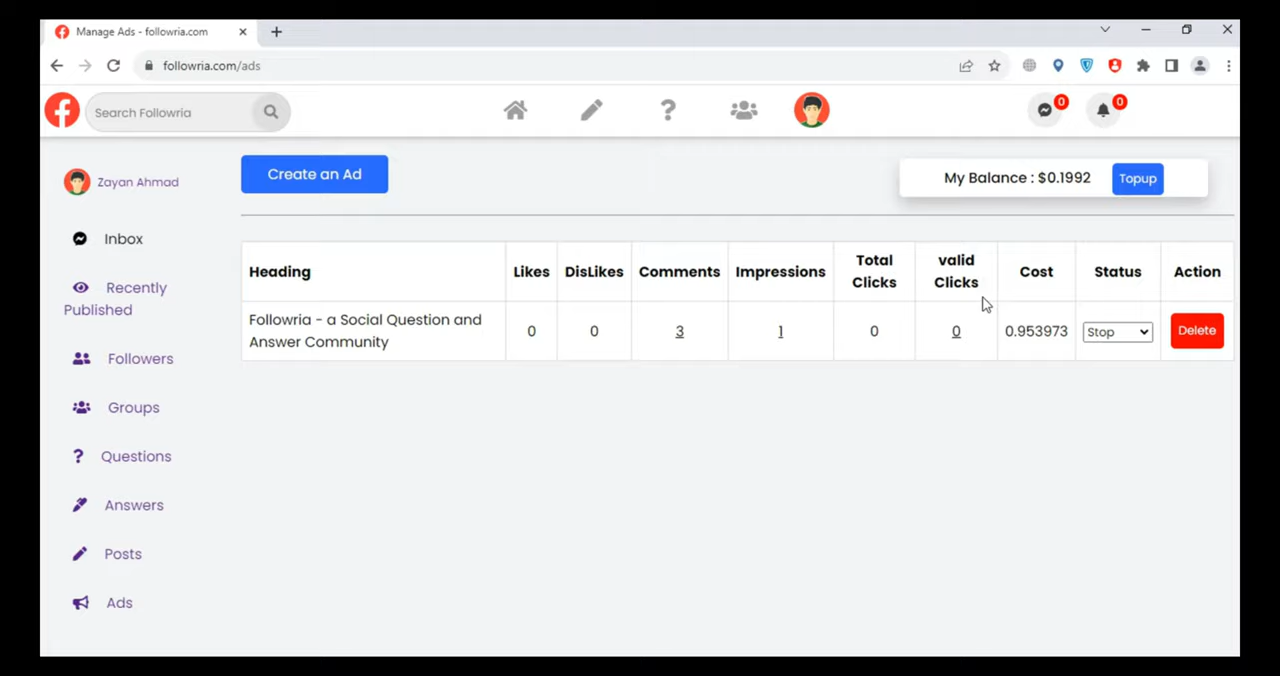 Manage Ads - followria.com
followria.com/ads
Search Followria
0
0
Zayan Ahmad
Create an Ad
My Balance : $0.1992
Topup
Inbox
Recently
Published
Followers
Groups
Questions
Answers
Posts
Ads
Heading Likes DisLikes Comments Impressions Total Clicks valid Clicks Cost Status Action
Followria - a Social Question and
Answer Community
0 0 3 1 0 0 0.953973 Stop Delete